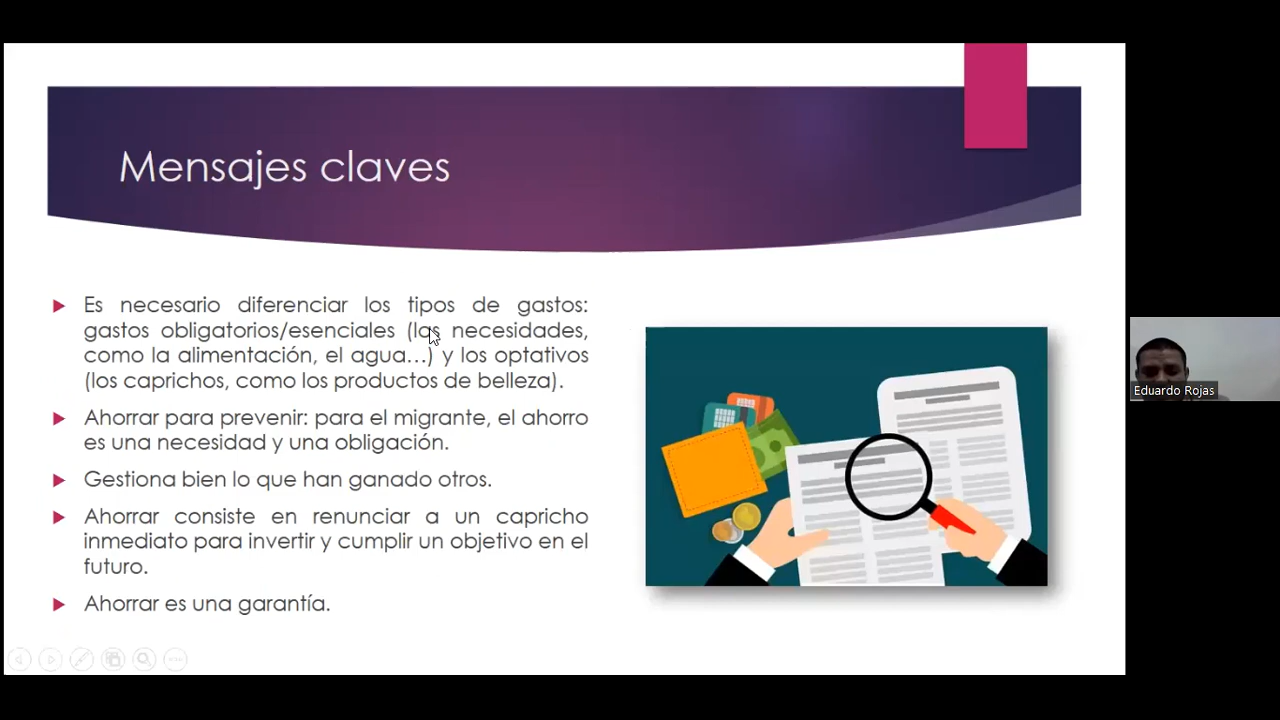 Mensajes claves
Es necesario diferenciar los tipos de gastos:
gastos obligatorios/esenciales (las necesidades,
como la alimentación, el agua...) y los optativos
(los caprichos, como los productos de belleza).
Ahorrar para prevenir: para el migrante, el ahorro
es una necesidad y una obligación.
Gestiona bien lo que han ganado otros.
Ahorrar consiste en renunciar a un capricho
inmediato para invertir y cumplir un objetivo en el
futuro.
Ahorrar es una garantía.
Eduardo Rojas